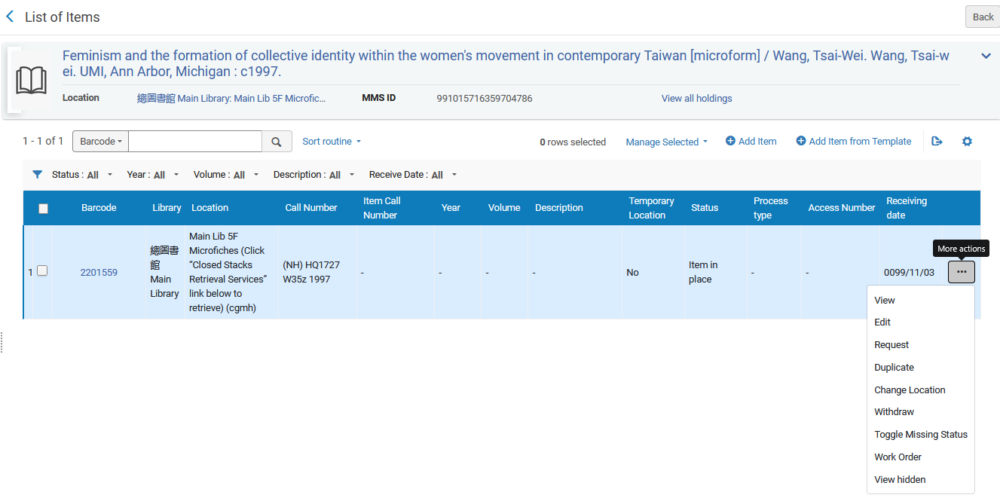 List of Items
Back
Feminism and the formation of collective identity within the women's movement in contemporary Taiwan [microform] / Wang, Tsai-Wei. Wang, Tsai-w
ei. UMI, Ann Arbor, Michigan : c1997.
Location 總圖書館 Main Library: Main Lib 5F Microfic... MMS ID 991015716359704786 View all holdings
1 - 1 of 1 Barcode Sort routine 0 rows selected Manage Selected Add Item Add Item from Template
Status : All Year : All Volume : All Description : All Receive Date : All
Barcode Library Location Call Number Item Call Number Year Volume Description Temporary Location Status Process type Access Number Receiving date
More actions
1
2201559
總圖書
館
Main
Library
Main Lib 5F
Microfiches (Click
“Closed Stacks
Retrieval Services”
link below to
retrieve) (cgmh)
(NH) HQ1727
W35z 1997
-
-
-
-
No
Item in
place
-
-
0099/11/03
...
View
Edit
Request
Duplicate
Change Location
Withdraw
Toggle Missing Status
Work Order
View hidden